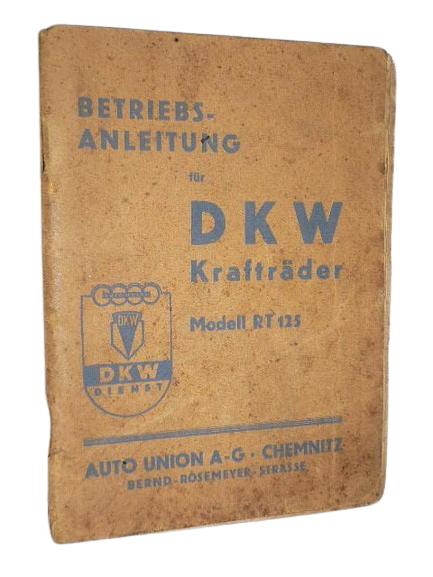 BETRIEBS-
ANLEITUNG
für
DKW
Krafträder
Modell RT 125
DKW
DKW
DIENST
AUTO UNION A-G · CHEMNITZ
BERND-ROSEMEYER-STRASSE